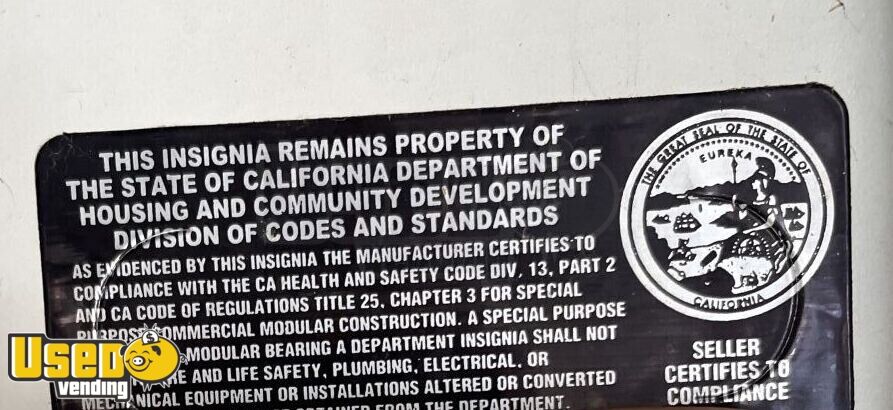 THIS INSIGNIA REMAINS PROPERTY OF
THE STATE OF CALIFORNIA DEPARTMENT OF
HOUSING AND COMMUNITY DEVELOPMENT
DIVISION OF CODES AND STANDARDS
AS EVIDENCED BY THIS INSIGNIA THE MANUFACTURER CERTIFIES TO
COMPLIANCE WITH THE CA HEALTH AND SAFETY CODE DIV. 13, PART 2
AND CA CODE OF REGULATIONS TITLE 25, CHAPTER 3 FOR SPECIAL
PURPOSE COMMERCIAL MODULAR CONSTRUCTION. A SPECIAL PURPOSE
MODULAR BEARING A DEPARTMENT INSIGNIA SHALL NOT
AND LIFE SAFETY, PLUMBING, ELECTRICAL, OR
MECHANICAL EQUIPMENT OR INSTALLATIONS ALTERED OR CONVERTED
OBTAINED FROM THE DEPARTMENT.
THE GREAT SEAL OF THE STATE OF
EUREKA
CALIFORNIA
SELLER
CERTIFIES TO
COMPLIANCE
Used
vending